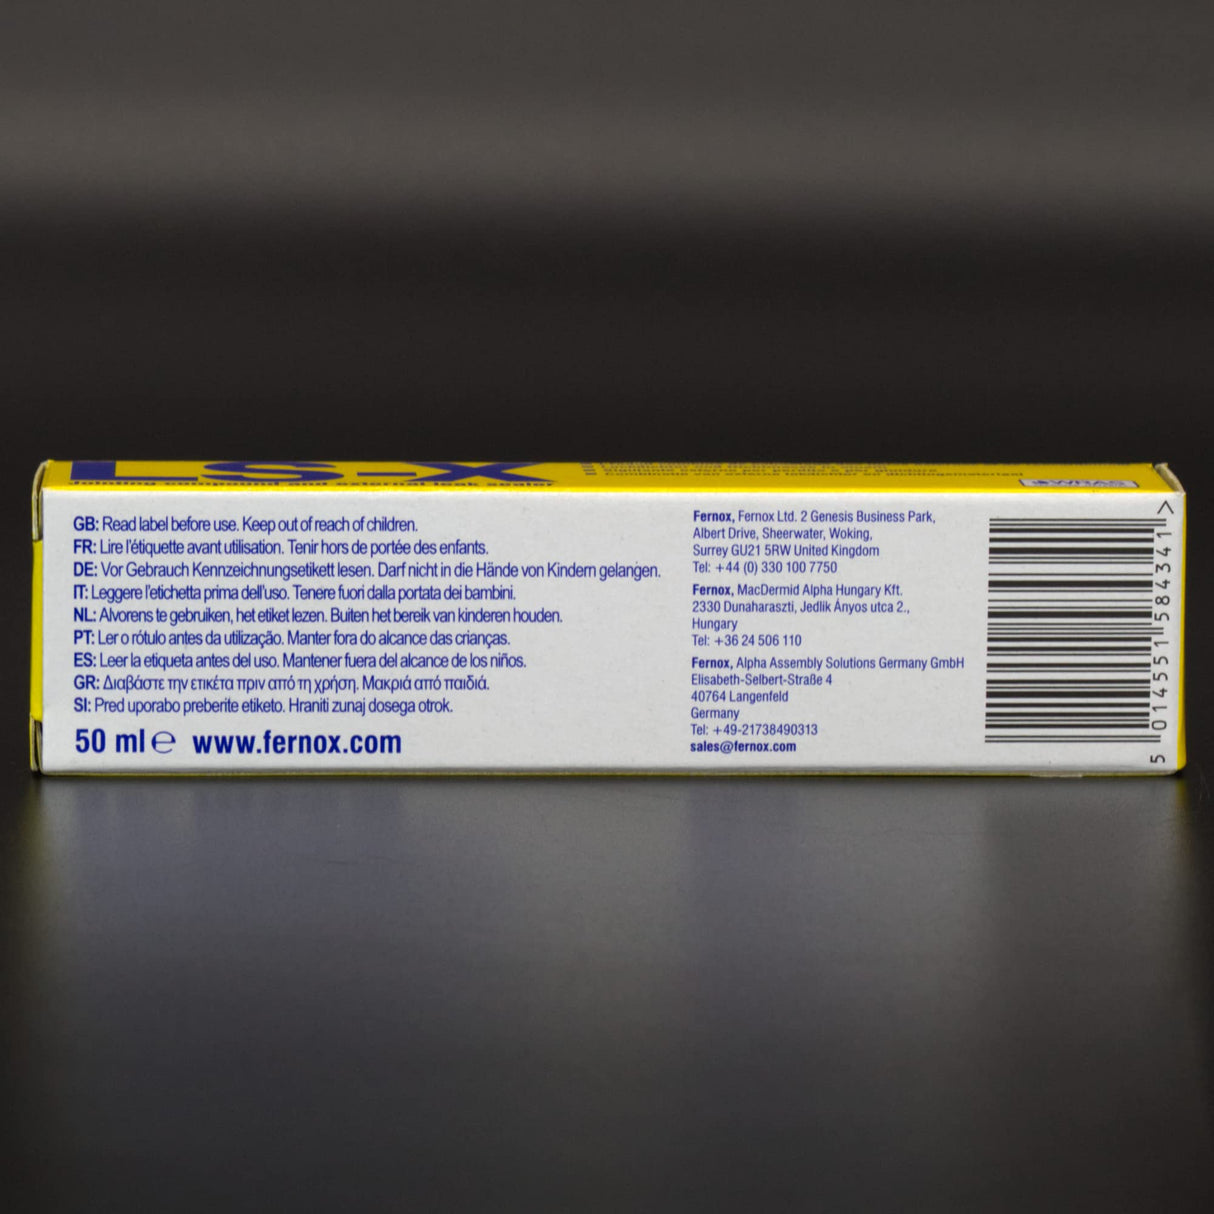 LS-X
Joining compound and external leak sealer
WRAS
GB: Read label before use. Keep out of reach of children.
FR: Lire l'étiquette avant utilisation. Tenir hors de portée des enfants.
DE: Vor Gebrauch Kennzeichnungsetikett lesen. Darf nicht in die Hände von Kindern gelangen.
IT: Leggere l'etichetta prima dell'uso. Tenere fuori dalla portata dei bambini.
NL: Alvorens te gebruiken, het etiket lezen. Buiten het bereik van kinderen houden.
PT: Ler o rótulo antes da utilização. Manter fora do alcance das crianças.
ES: Leer la etiqueta antes del uso. Mantener fuera del alcance de los niños.
GR: Διαβάστε την ετικέτα πριν από τη χρήση. Μακριά από παιδιά.
SI: Pred uporabo preberite etiketo. Hraniti zunaj dosega otrok.
50 ml ℮ www.fernox.com
Fernox, Fernox Ltd. 2 Genesis Business Park,
Albert Drive, Sheerwater, Woking,
Surrey GU21 5RW United Kingdom
Tel: +44 (0) 330 100 7750
Fernox, MacDermid Alpha Hungary Kft.
2330 Dunaharaszti, Jedlik Ányos utca 2.,
Hungary
Tel: +36 24 506 110
Fernox, Alpha Assembly Solutions Germany GmbH
Elisabeth-Selbert-Straße 4
40764 Langenfeld
Germany
Tel: +49-21738490313
sales@fernox.com
5 014551 584341 >